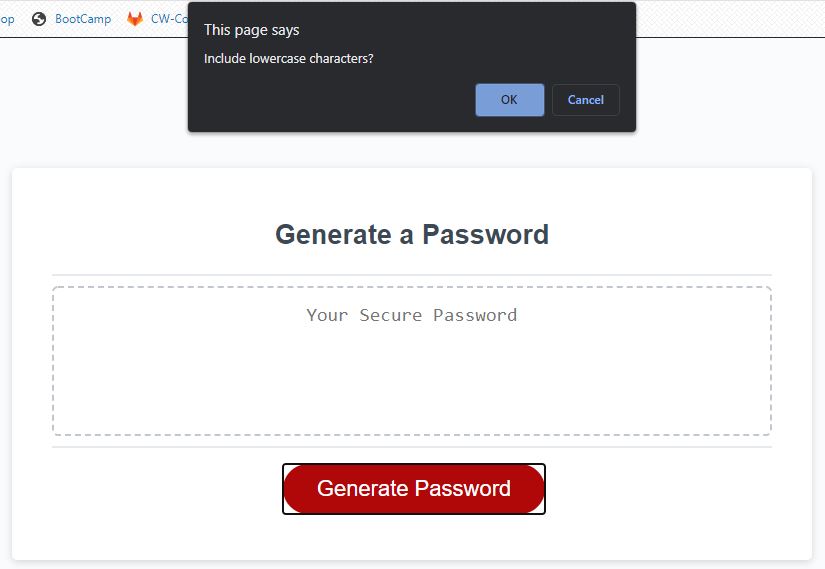 op BootCamp CW-Co
This page says
Include lowercase characters?
OK Cancel
Generate a Password
Your Secure Password
Generate Password